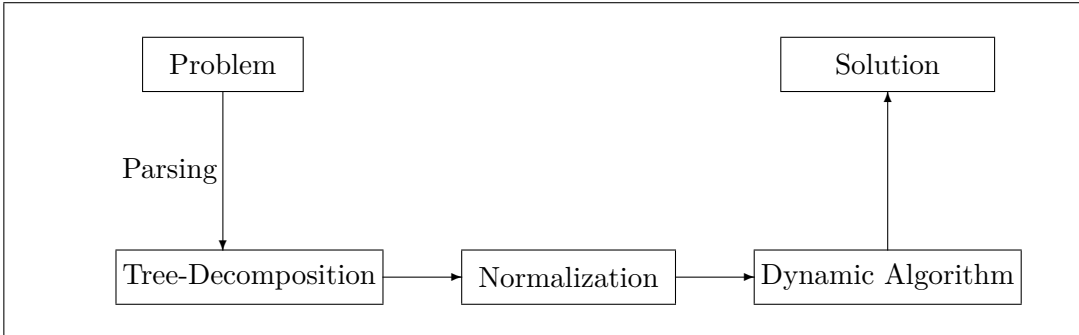 Problem
Solution
Parsing
Tree-Decomposition
Normalization
Dynamic Algorithm